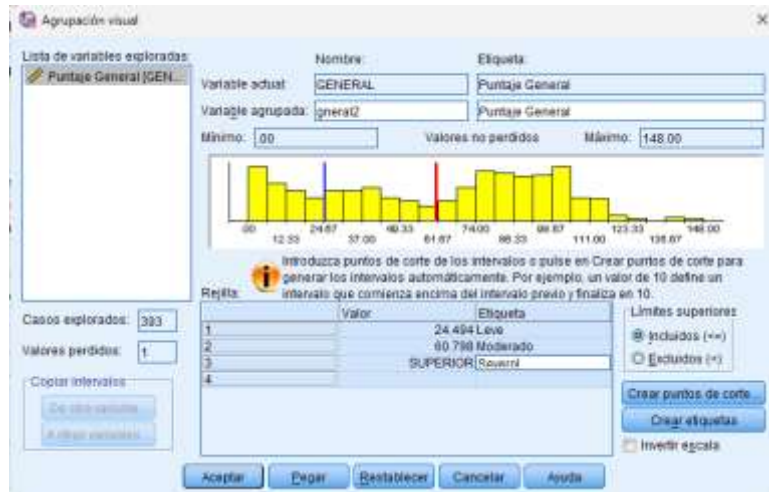 Agrupación visual
Lista de variables exploradas:
Nombre:
Etiqueta:
Puntaje General [GEN...
Variable actual:
GENERAL
Puntaje General
Variable agrupada:
gneral2
Puntaje General
Mínimo: .00
Valores no perdidos
Máximo: 148.00
.00 24.67 49.33 74.00 98.67 123.33 148.00
12.33 37.00 61.67 86.33 111.00 135.67
Introduzca puntos de corte de los intervalos o pulse en Crear puntos de corte para
generar los intervalos automáticamente. Por ejemplo, un valor de 10 define un
intervalo que comienza encima del intervalo previo y finaliza en 10.
Rejilla:
Valor Etiqueta
1 24.494 Leve
2 60.798 Moderado
3 SUPERIOR
4
Casos explorados: 393
Valores perdidos: 1
Copiar intervalos
De otra variable...
A otras variables...
Límites superiores
Incluidos (<=)
Excluidos (<)
Crear puntos de corte...
Crear etiquetas
Invertir escala
Aceptar Pegar Restablecer Cancelar Ayuda